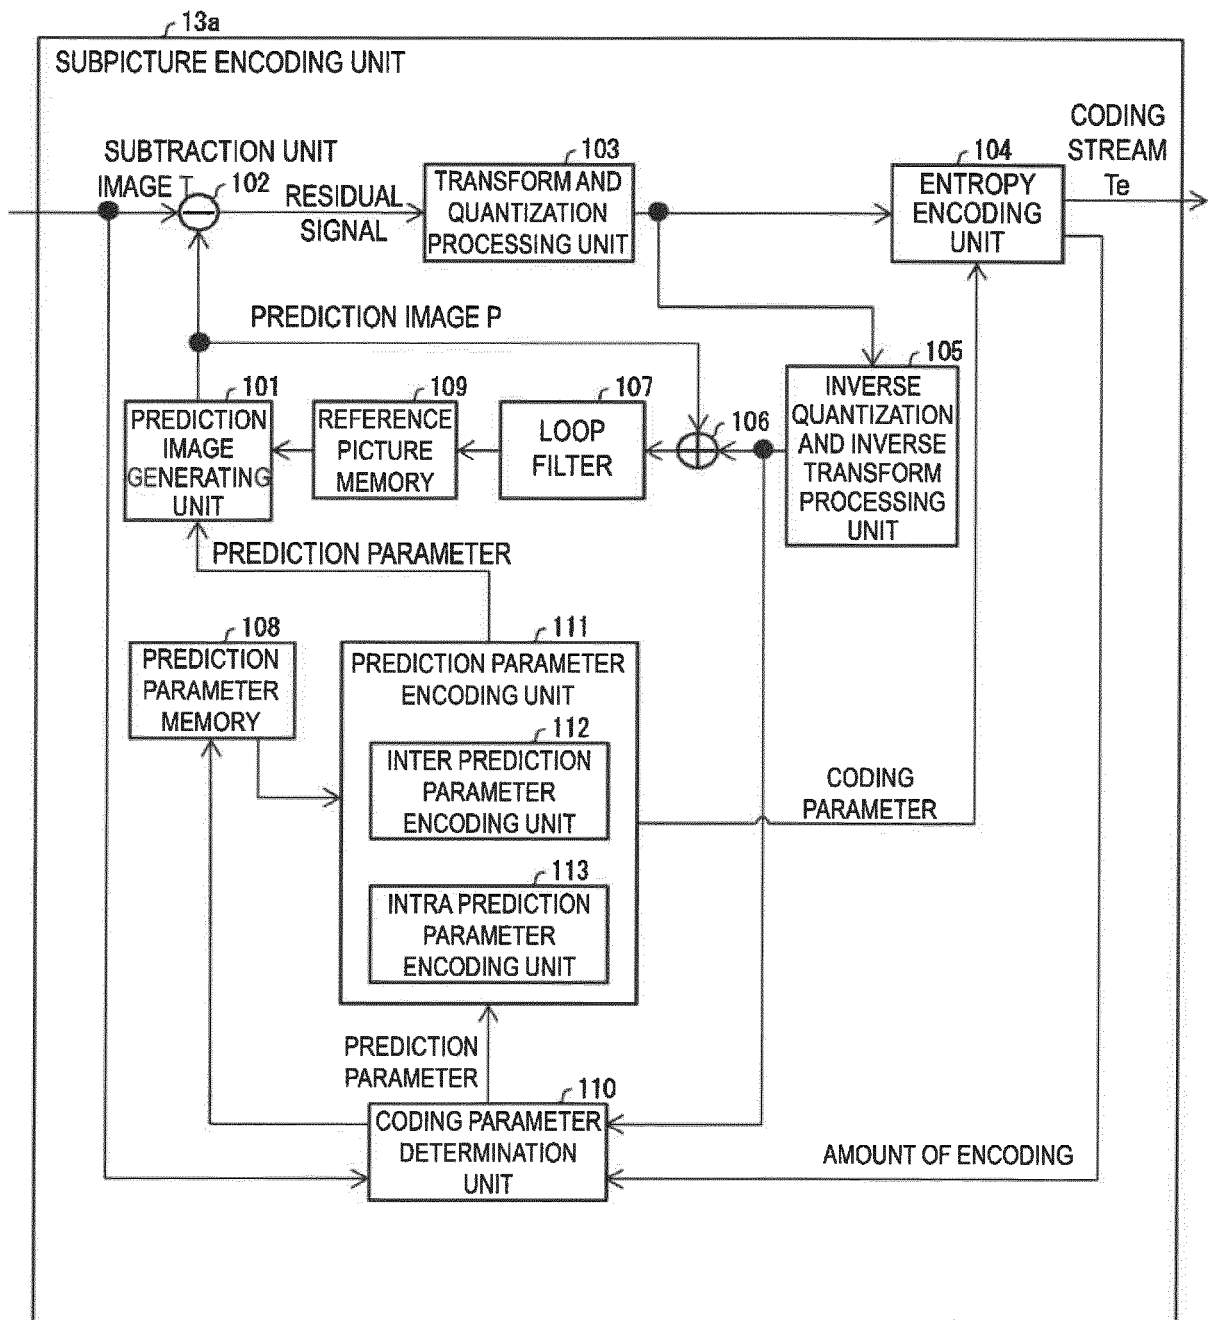 13a
SUBPICTURE ENCODING UNIT
SUBTRACTION UNIT
IMAGE T
102
RESIDUAL
SIGNAL
103
TRANSFORM AND
QUANTIZATION
PROCESSING UNIT
104
ENTROPY
ENCODING
UNIT
CODING
STREAM
Te
PREDICTION IMAGE P
101
PREDICTION
IMAGE
GENERATING
UNIT
109
REFERENCE
PICTURE
MEMORY
107
LOOP
FILTER
106
105
INVERSE
QUANTIZATION
AND INVERSE
TRANSFORM
PROCESSING
UNIT
PREDICTION PARAMETER
108
PREDICTION
PARAMETER
MEMORY
111
PREDICTION PARAMETER
ENCODING UNIT
112
INTER PREDICTION
PARAMETER
ENCODING UNIT
113
INTRA PREDICTION
PARAMETER
ENCODING UNIT
CODING
PARAMETER
PREDICTION
PARAMETER
110
CODING PARAMETER
DETERMINATION
UNIT
AMOUNT OF ENCODING